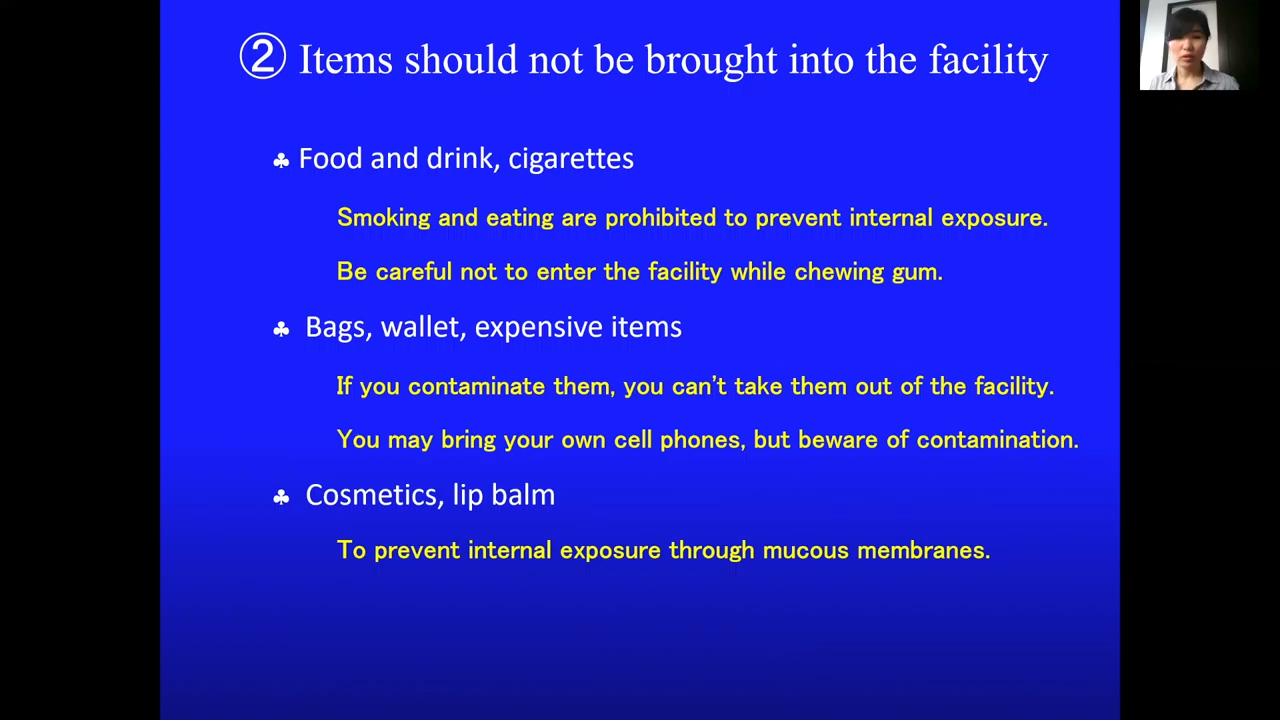 ② Items should not be brought into the facility
♣ Food and drink, cigarettes
Smoking and eating are prohibited to prevent internal exposure.
Be careful not to enter the facility while chewing gum.
♣ Bags, wallet, expensive items
If you contaminate them, you can't take them out of the facility.
You may bring your own cell phones, but beware of contamination.
♣ Cosmetics, lip balm
To prevent internal exposure through mucous membranes.